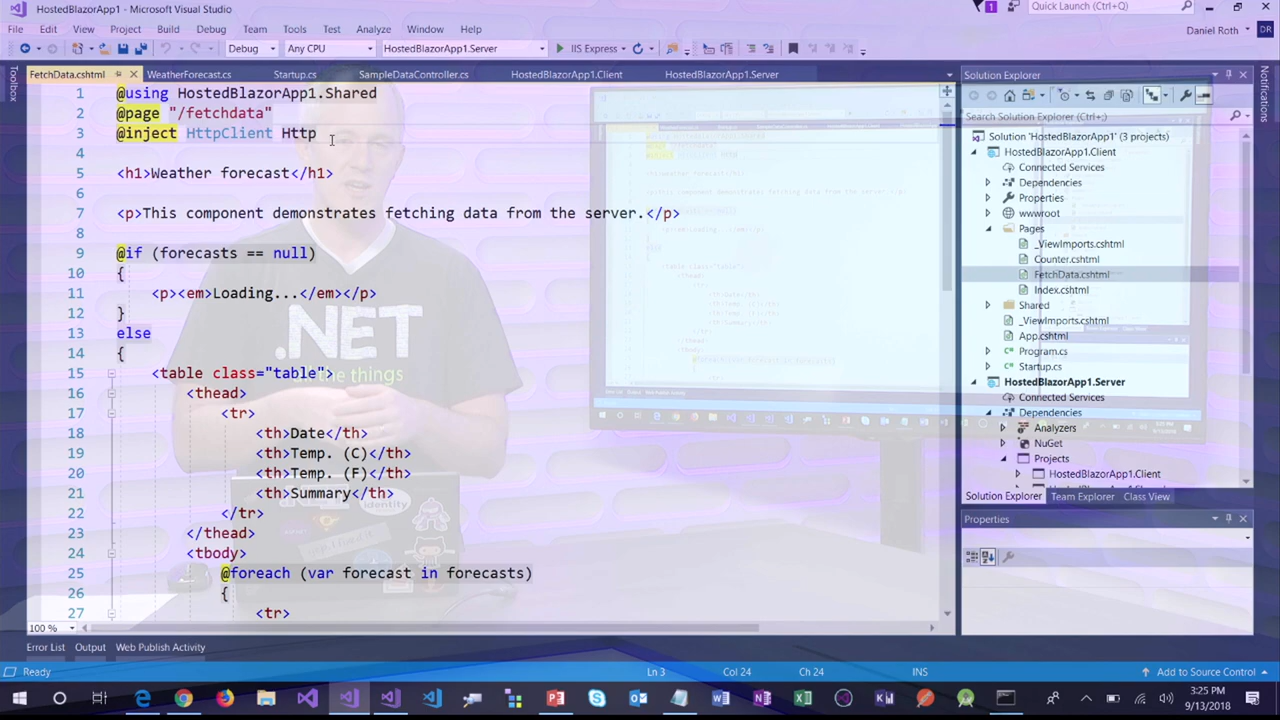 HostedBlazorApp1 - Microsoft Visual Studio
1
Quick Launch (Ctrl+Q)
File Edit View Project Build Debug Team Tools Test Analyze Window Help
Daniel Roth DR
Debug Any CPU HostedBlazorApp1.Server IIS Express
Toolbox
FetchData.cshtml WeatherForecast.cs Startup.cs SampleDataController.cs HostedBlazorApp1.Client HostedBlazorApp1.Server
1 @using HostedBlazorApp1.Shared
2 @page "/fetchdata"
3 @inject HttpClient Http
4
5 <h1>Weather forecast</h1>
6
7 <p>This component demonstrates fetching data from the server.</p>
8
9 @if (forecasts == null)
10 {
11 <p><em>Loading...</em></p>
12 }
13 else
14 {
15 <table class="table">
16 <thead>
17 <tr>
18 <th>Date</th>
19 <th>Temp. (C)</th>
20 <th>Temp. (F)</th>
21 <th>Summary</th>
22 </tr>
23 </thead>
24 <tbody>
25 @foreach (var forecast in forecasts)
26 {
27 <tr>
100 %
.NET
the things
identity
Solution Explorer
Search Solution Explorer (Ctrl+;)
Solution 'HostedBlazorApp1' (3 projects)
HostedBlazorApp1.Client
Connected Services
Dependencies
Properties
wwwroot
Pages
_ViewImports.cshtml
Counter.cshtml
FetchData.cshtml
Index.cshtml
Shared
_ViewImports.cshtml
App.cshtml
C# Program.cs
C# Startup.cs
HostedBlazorApp1.Server
Connected Services
Dependencies
Analyzers
NuGet
Projects
HostedBlazorApp1.Client
Solution Explorer Team Explorer Class View
Properties
Notifications
Error List Output Web Publish Activity
Ready Ln 3 Col 24 Ch 24 INS Add to Source Control
3:25 PM
9/13/2018